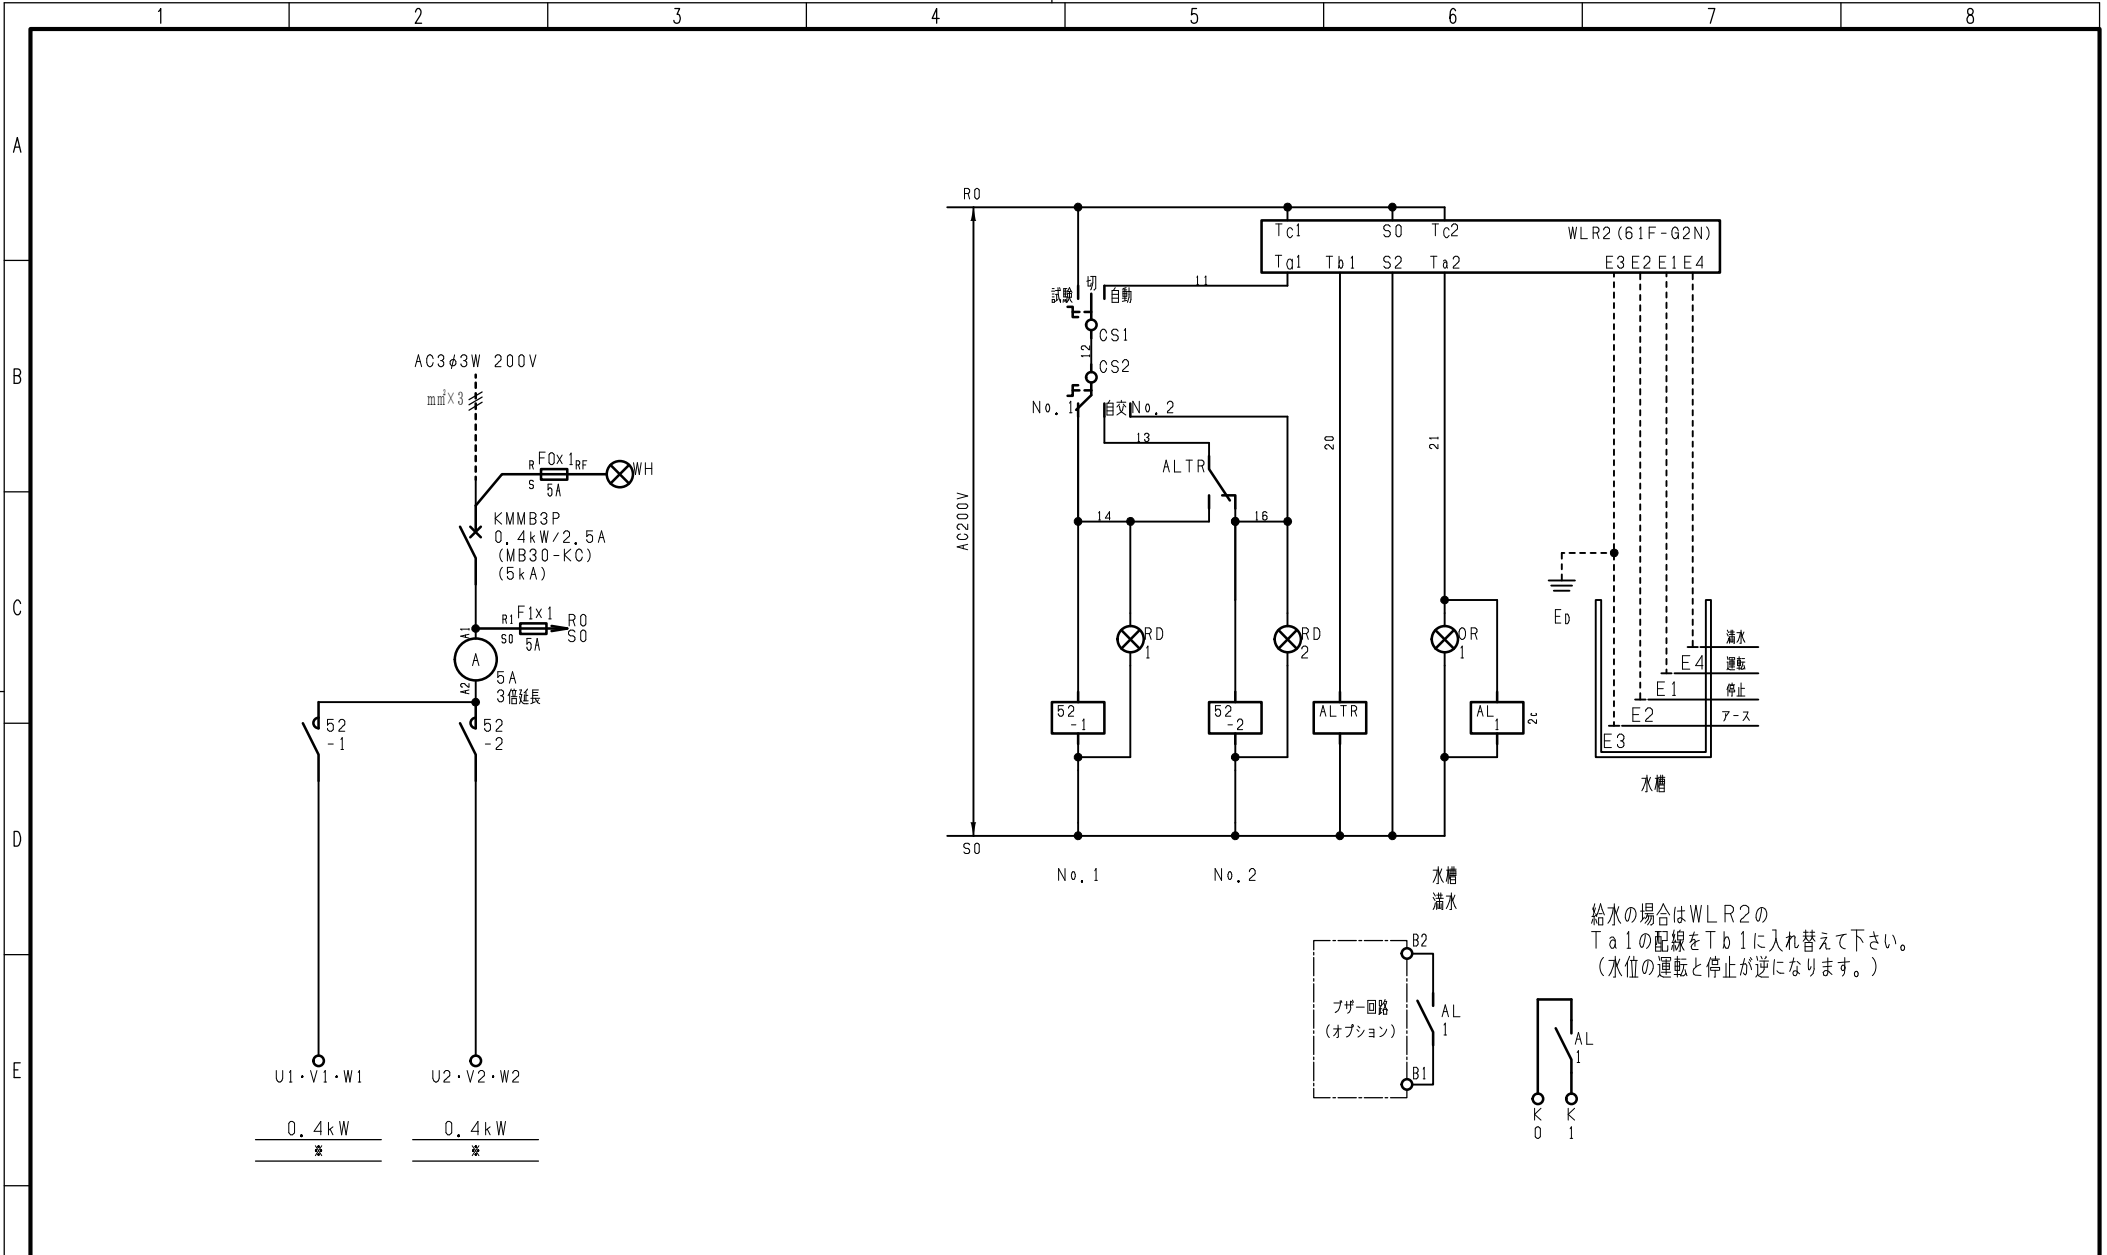 1 2 3 4 5 6 7 8
A
B
C
D
E
AC3φ3W 200V
mm²×3
R F0x1 RF WH
S 5A
KMMB3P
0.4kW/2.5A
(MB30-KC)
(5kA)
A1 R1 F1x1 R0
S0 5A S0
A
A2 5A
3倍延長
52
-1
52
-2
U1・V1・W1
U2・V2・W2
0.4kW
※
0.4kW
※
R0
AC200V
S0
Tc1 S0 Tc2 WLR2(61F-G2N)
Ta1 Tb1 S2 Ta2 E3 E2 E1 E4
試験 切 自動
11
CS1
12
CS2
No.1 自交 No.2
13
ALTR
14
16
20
21
RD
1
RD
2
OR
1
52
-1
52
-2
ALTR
AL
1
2c
ED
満水
E4 運転
E1 停止
E2 アース
E3
水槽
No.1
No.2
水槽
満水
給水の場合はWLR2の
Ta1の配線をTb1に入れ替えて下さい。
(水位の運転と停止が逆になります。)
B2
ブザー回路
(オプション)
AL
1
B1
AL
1
K
0
K
1